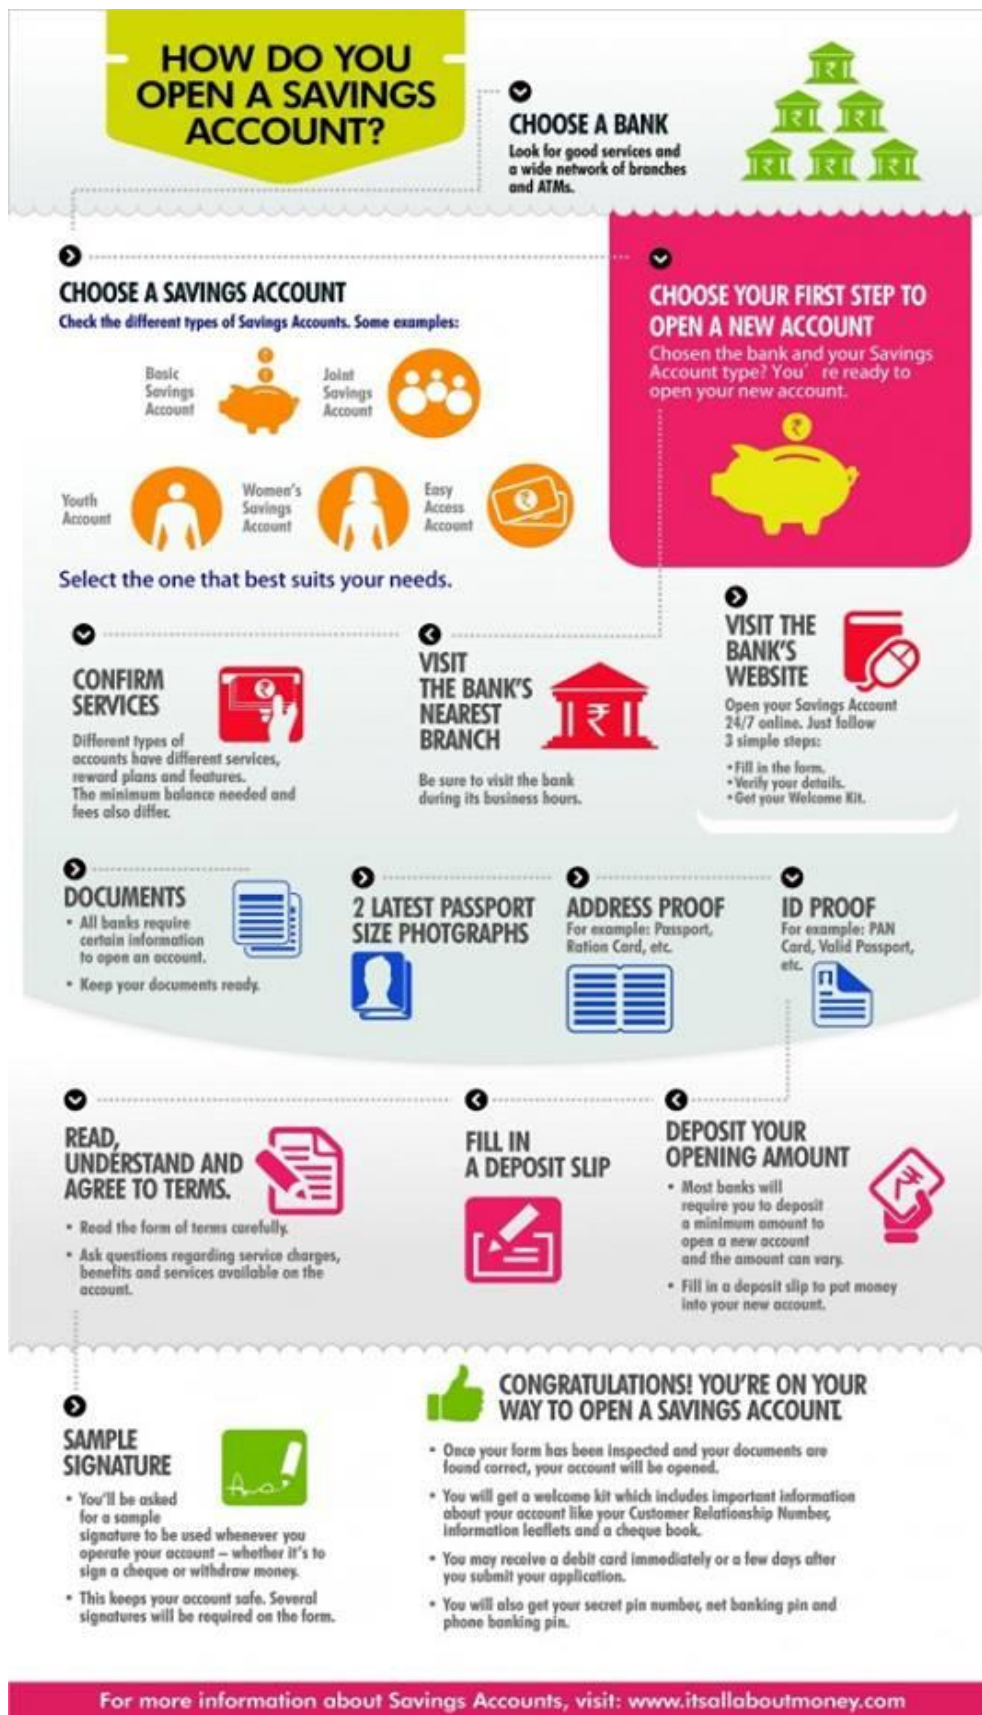 HOW DO YOU
OPEN A SAVINGS
ACCOUNT?
CHOOSE A BANK
Look for good services and
a wide network of branches
and ATMs.
CHOOSE A SAVINGS ACCOUNT
Check the different types of Savings Accounts. Some examples:
Basic
Savings
Account
Joint
Savings
Account
Youth
Account
Women's
Savings
Account
Easy
Access
Account
Select the one that best suits your needs.
CHOOSE YOUR FIRST STEP TO
OPEN A NEW ACCOUNT
Chosen the bank and your Savings
Account type? You' re ready to
open your new account.
VISIT THE
BANK'S
WEBSITE
Open your Savings Account
24/7 online. Just follow
3 simple steps:
• Fill in the form.
• Verify your details.
• Get your Welcome Kit.
VISIT
THE BANK'S
NEAREST
BRANCH
Be sure to visit the bank
during its business hours.
CONFIRM
SERVICES
Different types of
accounts have different services,
reward plans and features.
The minimum balance needed and
fees also differ.
DOCUMENTS
• All banks require
certain information
to open an account.
• Keep your documents ready.
2 LATEST PASSPORT
SIZE PHOTGRAPHS
ADDRESS PROOF
For example: Passport,
Ration Card, etc.
ID PROOF
For example: PAN
Card, Valid Passport,
etc.
DEPOSIT YOUR
OPENING AMOUNT
• Most banks will
require you to deposit
a minimum amount to
open a new account
and the amount can vary.
• Fill in a deposit slip to put money
into your new account.
FILL IN
A DEPOSIT SLIP
READ,
UNDERSTAND AND
AGREE TO TERMS.
• Read the form of terms carefully.
• Ask questions regarding service charges,
benefits and services available on the
account.
SAMPLE
SIGNATURE
• You'll be asked
for a sample
signature to be used whenever you
operate your account – whether it's to
sign a cheque or withdraw money.
• This keeps your account safe. Several
signatures will be required on the form.
CONGRATULATIONS! YOU'RE ON YOUR
WAY TO OPEN A SAVINGS ACCOUNT.
• Once your form has been inspected and your documents are
found correct, your account will be opened.
• You will get a welcome kit which includes important information
about your account like your Customer Relationship Number,
information leaflets and a cheque book.
• You may receive a debit card immediately or a few days after
you submit your application.
• You will also get your secret pin number, net banking pin and
phone banking pin.
For more information about Savings Accounts, visit: www.itsallaboutmoney.com